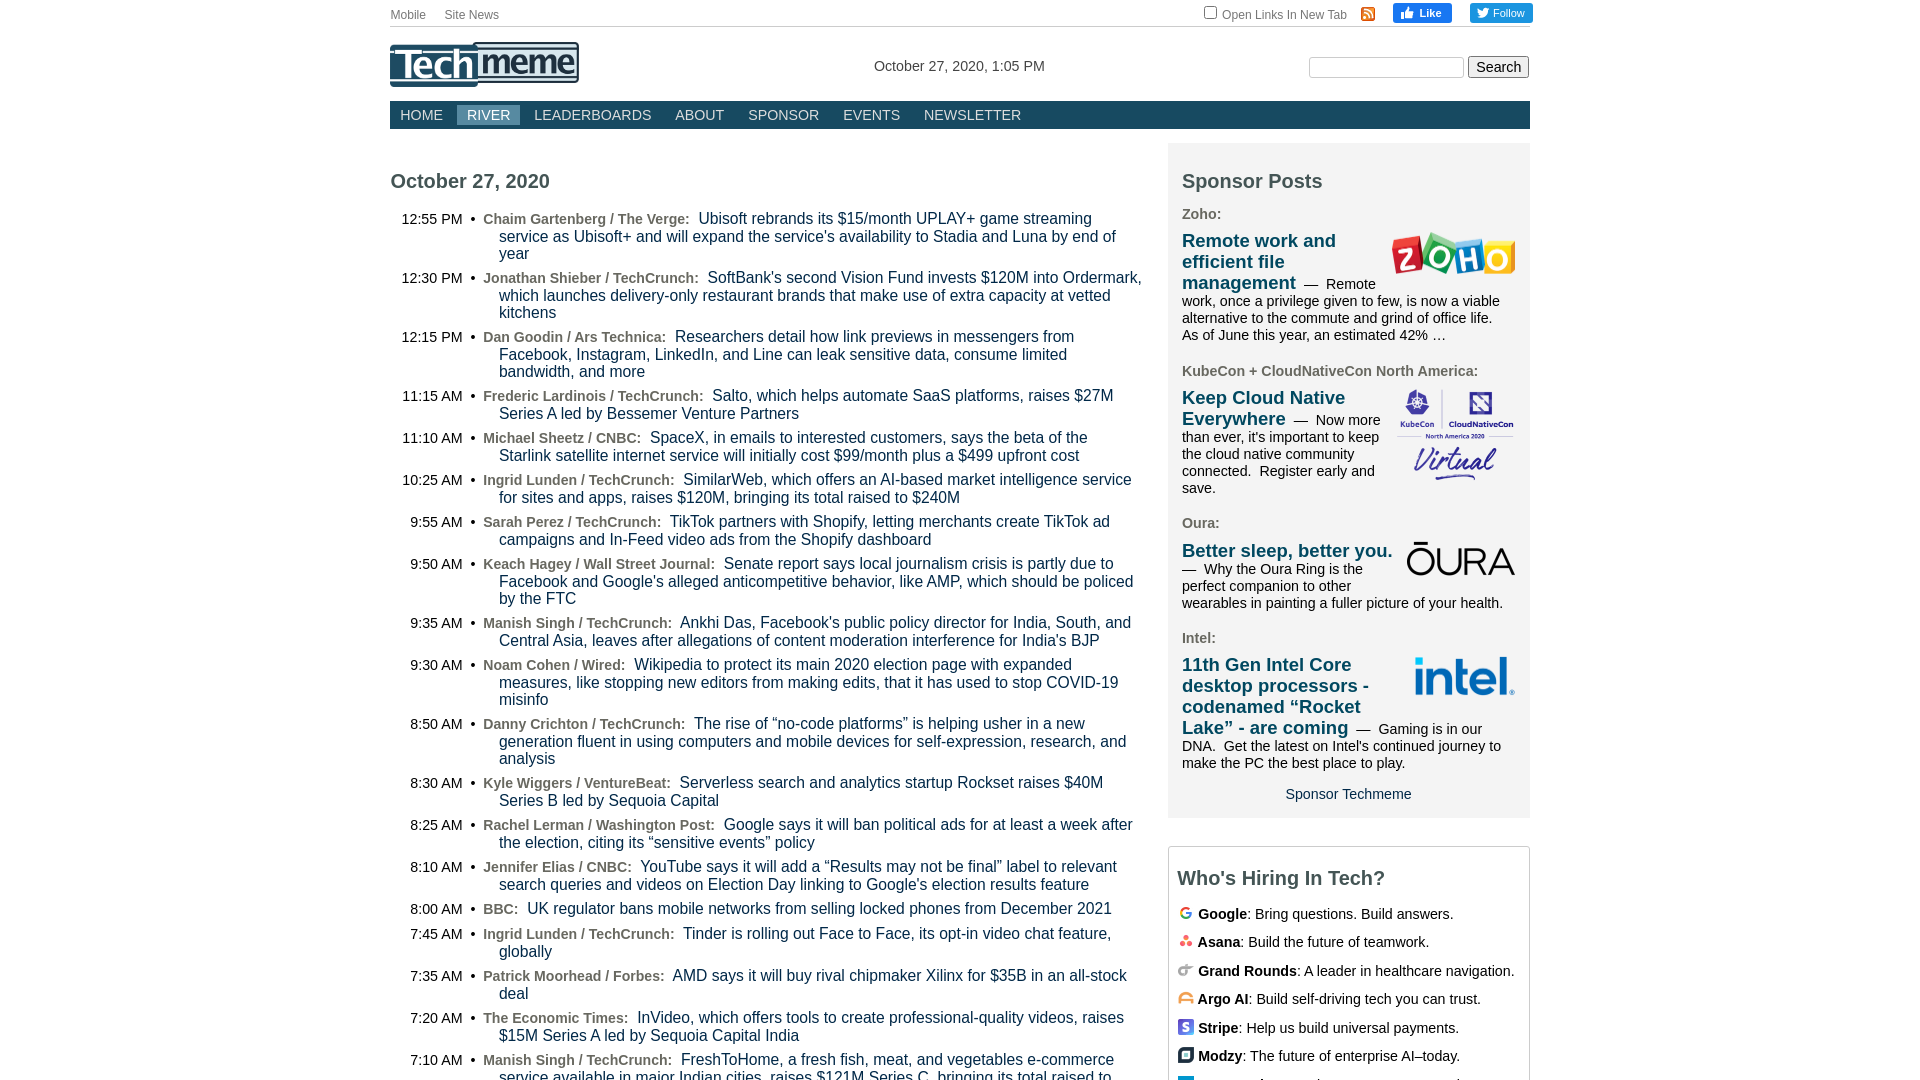 Mobile Site News Open Links In New Tab Like Follow
Techmeme
October 27, 2020, 1:05 PM
Search
HOME RIVER LEADERBOARDS ABOUT SPONSOR EVENTS NEWSLETTER
October 27, 2020
12:55 PM • Chaim Gartenberg / The Verge: Ubisoft rebrands its $15/month UPLAY+ game streaming
service as Ubisoft+ and will expand the service's availability to Stadia and Luna by end of
year
12:30 PM • Jonathan Shieber / TechCrunch: SoftBank's second Vision Fund invests $120M into Ordermark,
which launches delivery-only restaurant brands that make use of extra capacity at vetted
kitchens
12:15 PM • Dan Goodin / Ars Technica: Researchers detail how link previews in messengers from
Facebook, Instagram, LinkedIn, and Line can leak sensitive data, consume limited
bandwidth, and more
11:15 AM • Frederic Lardinois / TechCrunch: Salto, which helps automate SaaS platforms, raises $27M
Series A led by Bessemer Venture Partners
11:10 AM • Michael Sheetz / CNBC: SpaceX, in emails to interested customers, says the beta of the
Starlink satellite internet service will initially cost $99/month plus a $499 upfront cost
10:25 AM • Ingrid Lunden / TechCrunch: SimilarWeb, which offers an AI-based market intelligence service
for sites and apps, raises $120M, bringing its total raised to $240M
9:55 AM • Sarah Perez / TechCrunch: TikTok partners with Shopify, letting merchants create TikTok ad
campaigns and In-Feed video ads from the Shopify dashboard
9:50 AM • Keach Hagey / Wall Street Journal: Senate report says local journalism crisis is partly due to
Facebook and Google's alleged anticompetitive behavior, like AMP, which should be policed
by the FTC
9:35 AM • Manish Singh / TechCrunch: Ankhi Das, Facebook's public policy director for India, South, and
Central Asia, leaves after allegations of content moderation interference for India's BJP
9:30 AM • Noam Cohen / Wired: Wikipedia to protect its main 2020 election page with expanded
measures, like stopping new editors from making edits, that it has used to stop COVID-19
misinfo
8:50 AM • Danny Crichton / TechCrunch: The rise of “no-code platforms” is helping usher in a new
generation fluent in using computers and mobile devices for self-expression, research, and
analysis
8:30 AM • Kyle Wiggers / VentureBeat: Serverless search and analytics startup Rockset raises $40M
Series B led by Sequoia Capital
8:25 AM • Rachel Lerman / Washington Post: Google says it will ban political ads for at least a week after
the election, citing its “sensitive events” policy
8:10 AM • Jennifer Elias / CNBC: YouTube says it will add a “Results may not be final” label to relevant
search queries and videos on Election Day linking to Google's election results feature
8:00 AM • BBC: UK regulator bans mobile networks from selling locked phones from December 2021
7:45 AM • Ingrid Lunden / TechCrunch: Tinder is rolling out Face to Face, its opt-in video chat feature,
globally
7:35 AM • Patrick Moorhead / Forbes: AMD says it will buy rival chipmaker Xilinx for $35B in an all-stock
deal
7:20 AM • The Economic Times: InVideo, which offers tools to create professional-quality videos, raises
$15M Series A led by Sequoia Capital India
7:10 AM • Manish Singh / TechCrunch: FreshToHome, a fresh fish, meat, and vegetables e-commerce
service available in major Indian cities, raises $121M Series C, bringing its total raised to
Sponsor Posts
Zoho:
ZOHO
Remote work and
efficient file
management — Remote
work, once a privilege given to few, is now a viable
alternative to the commute and grind of office life.
As of June this year, an estimated 42% …
KubeCon + CloudNativeCon North America:
KubeCon CloudNativeCon
North America 2020
Virtual
Keep Cloud Native
Everywhere — Now more
than ever, it's important to keep
the cloud native community
connected. Register early and
save.
Oura:
ŌURA
Better sleep, better you.
— Why the Oura Ring is the
perfect companion to other
wearables in painting a fuller picture of your health.
Intel:
intel®
11th Gen Intel Core
desktop processors -
codenamed “Rocket
Lake” - are coming — Gaming is in our
DNA. Get the latest on Intel's continued journey to
make the PC the best place to play.
Sponsor Techmeme
Who's Hiring In Tech?
Google: Bring questions. Build answers.
Asana: Build the future of teamwork.
Grand Rounds: A leader in healthcare navigation.
Argo AI: Build self-driving tech you can trust.
Stripe: Help us build universal payments.
Modzy: The future of enterprise AI–today.